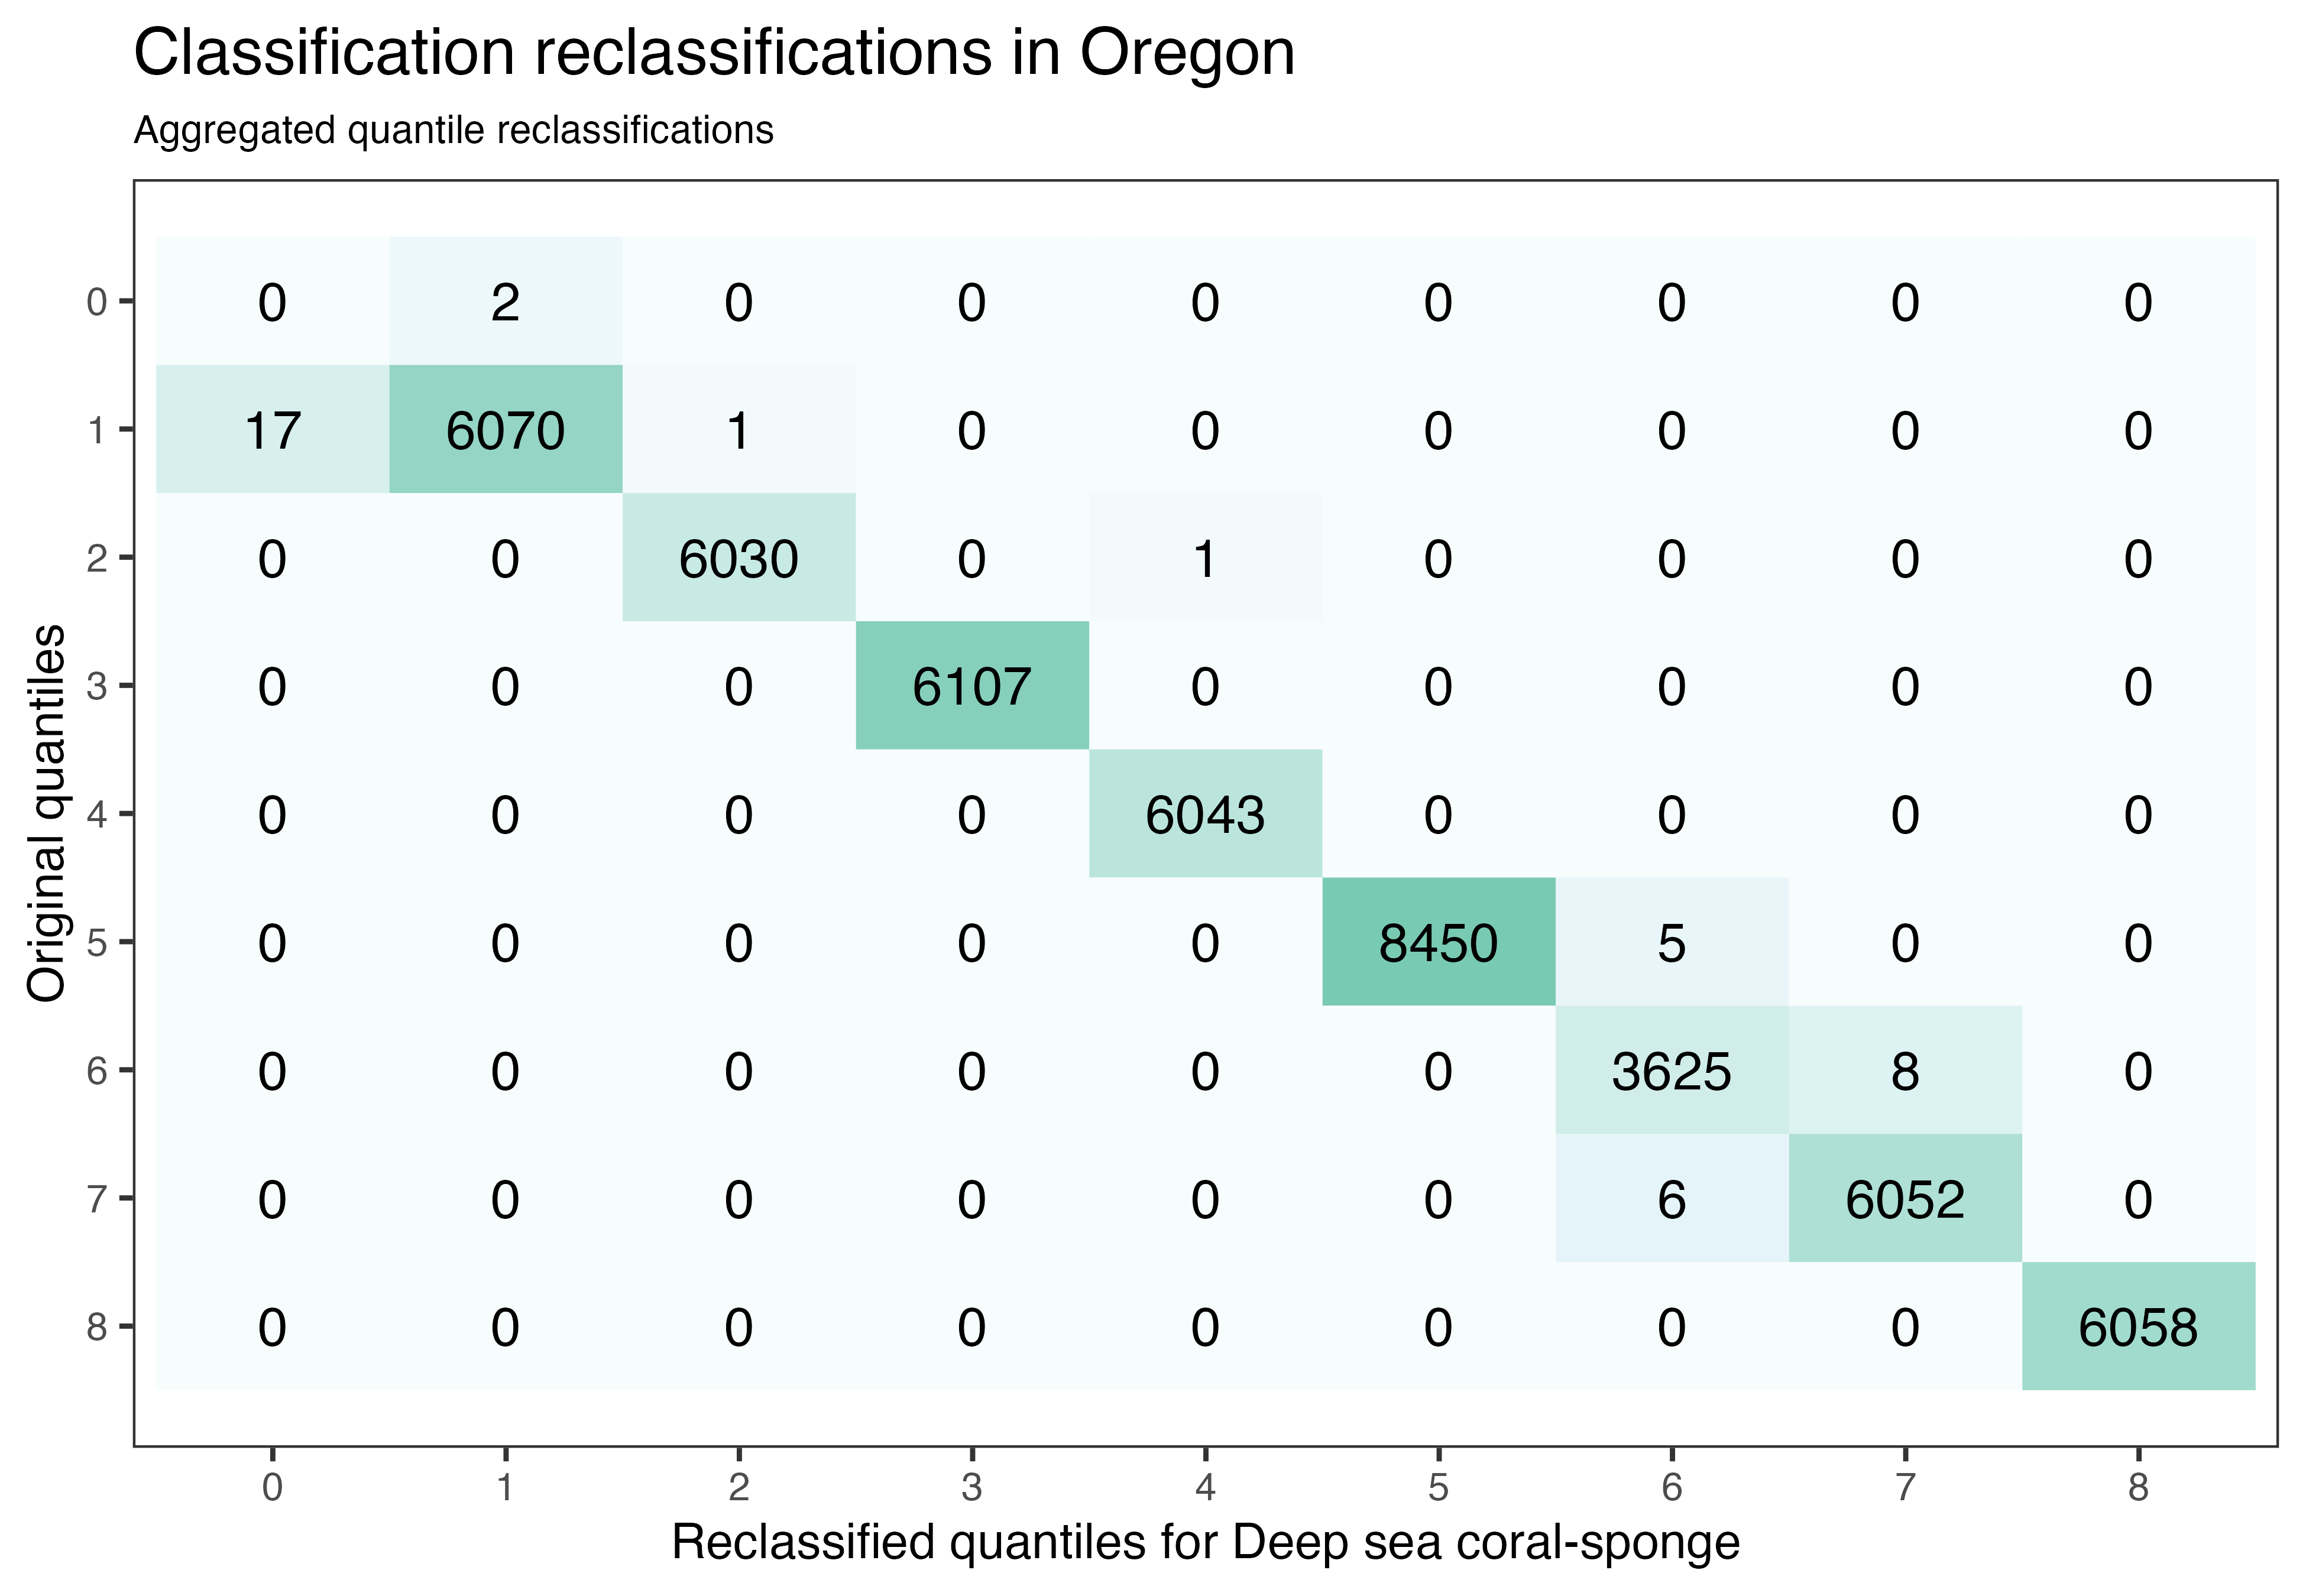 Classification reclassifications in Oregon
Aggregated quantile reclassifications
Original quantiles
0 0 2 0 0 0 0 0 0 0
1 17 6070 1 0 0 0 0 0 0
2 0 0 6030 0 1 0 0 0 0
3 0 0 0 6107 0 0 0 0 0
4 0 0 0 0 6043 0 0 0 0
5 0 0 0 0 0 8450 5 0 0
6 0 0 0 0 0 0 3625 8 0
7 0 0 0 0 0 0 6 6052 0
8 0 0 0 0 0 0 0 0 6058
0 1 2 3 4 5 6 7 8
Reclassified quantiles for Deep sea coral-sponge